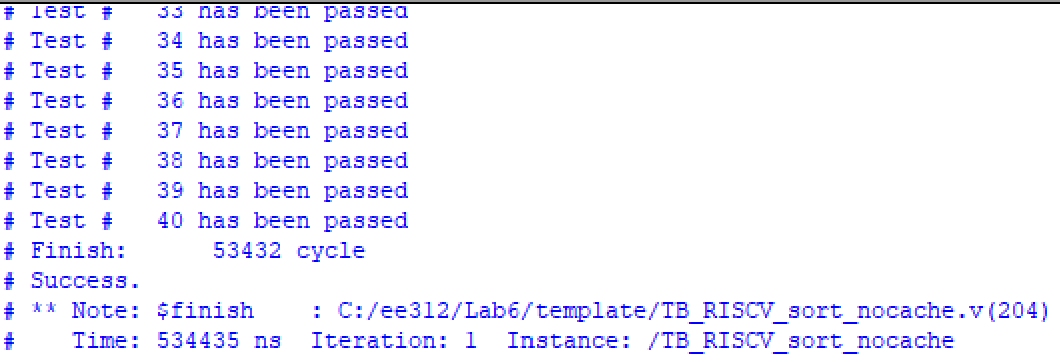 # Test #   33 has been passed
# Test #   34 has been passed
# Test #   35 has been passed
# Test #   36 has been passed
# Test #   37 has been passed
# Test #   38 has been passed
# Test #   39 has been passed
# Test #   40 has been passed
# Finish:      53432 cycle
# Success.
# ** Note: $finish    : C:/ee312/Lab6/template/TB_RISCV_sort_nocache.v(204)
#    Time: 534435 ns  Iteration: 1  Instance: /TB_RISCV_sort_nocache